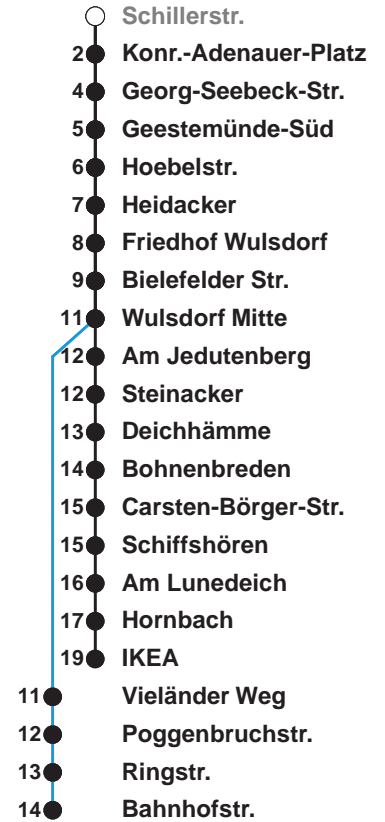 Schillerstr.
2 Konr.-Adenauer-Platz
4 Georg-Seebeck-Str.
5 Geestemünde-Süd
6 Hoebelstr.
7 Heidacker
8 Friedhof Wulsdorf
9 Bielefelder Str.
11 Wulsdorf Mitte
12 Am Jedutenberg
12 Steinacker
13 Deichhämme
14 Bohnenbreden
15 Carsten-Börger-Str.
15 Schiffshören
16 Am Lunedeich
17 Hornbach
19 IKEA
11 Vieländer Weg
12 Poggenbruchstr.
13 Ringstr.
14 Bahnhofstr.